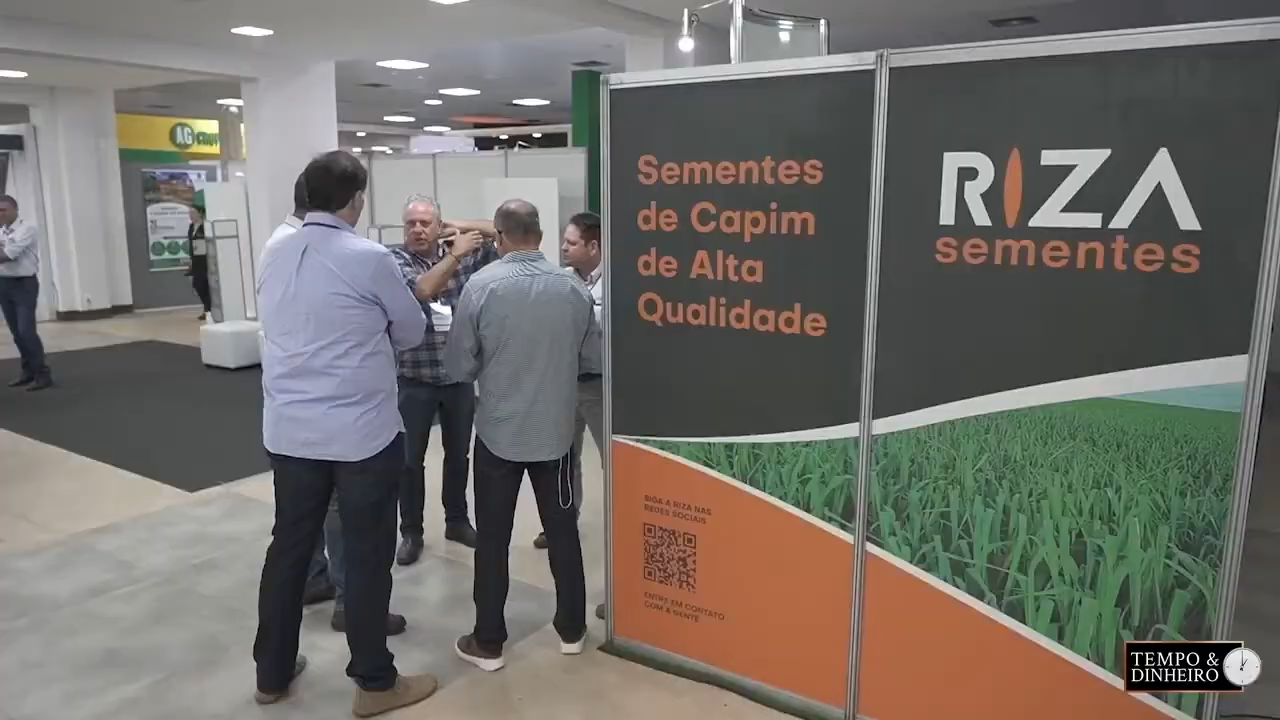 AG
Sementes
de Capim
de Alta
Qualidade
RIZA
sementes
SIGA A RIZA NAS
REDES SOCIAIS
ENTRE EM CONTATO
COM A GENTE
TEMPO &
DINHEIRO